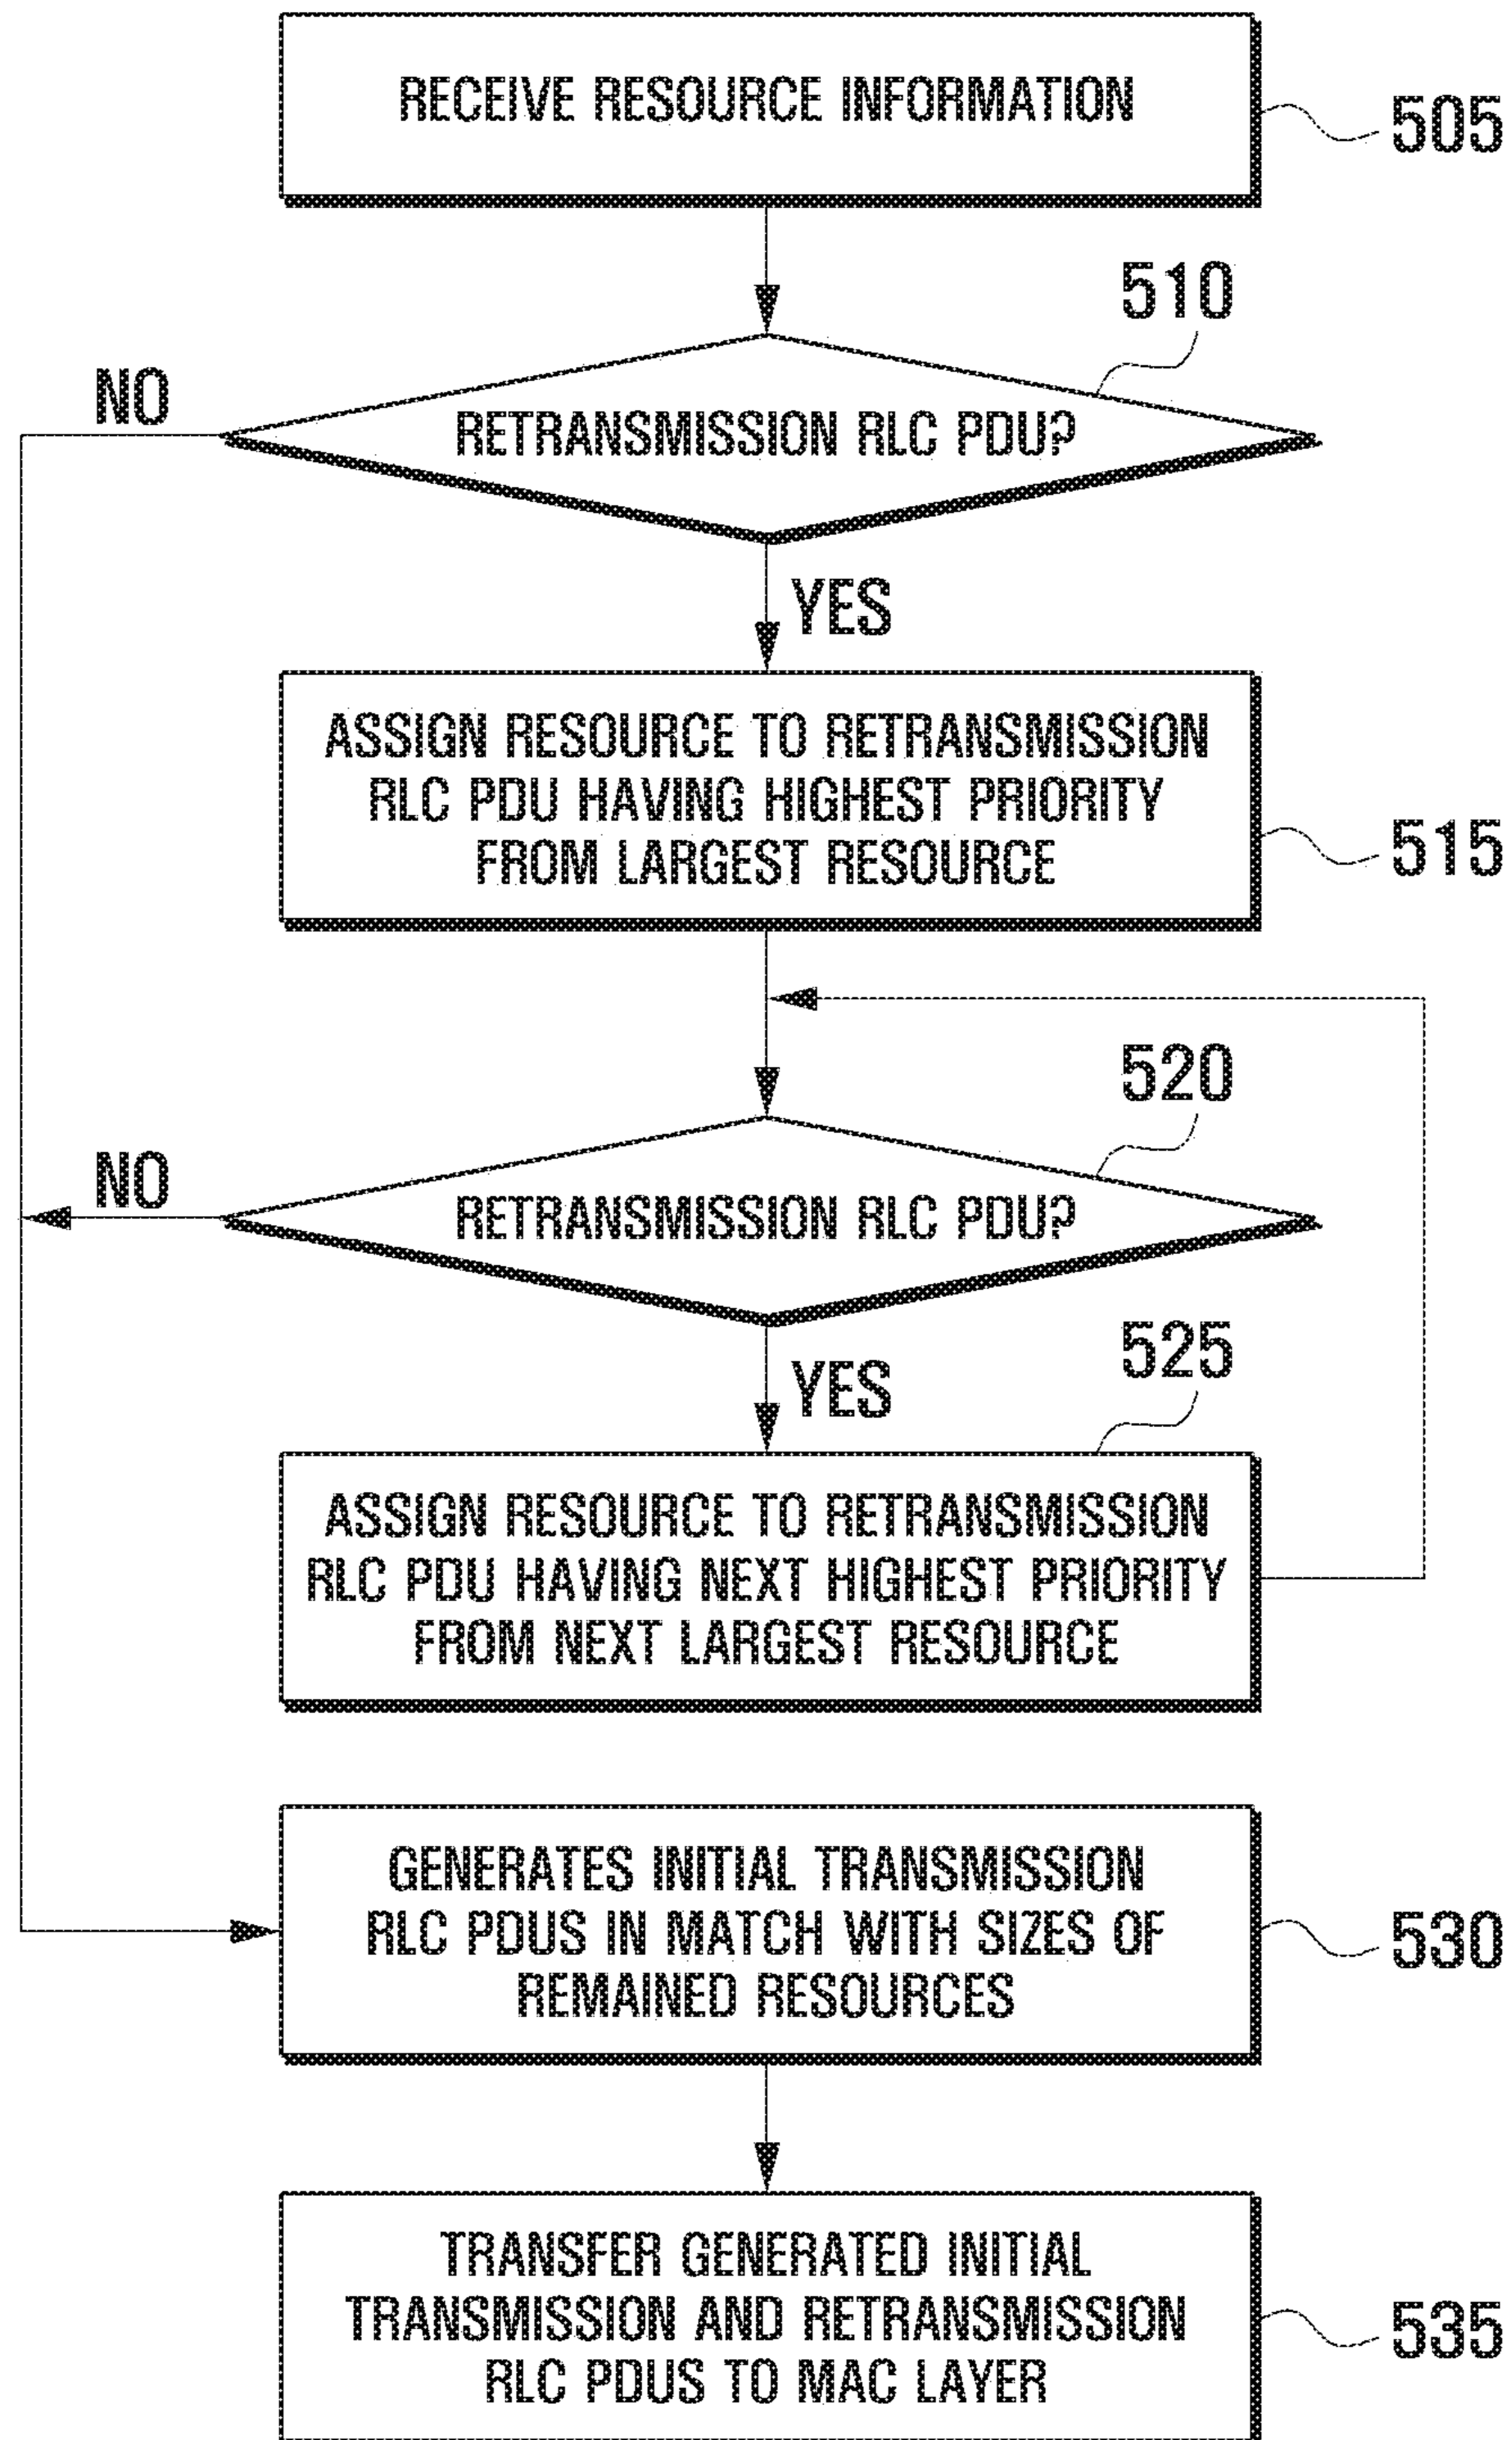 RECEIVE RESOURCE INFORMATION
505
510
NO
RETRANSMISSION RLC PDU?
YES
ASSIGN RESOURCE TO RETRANSMISSION
RLC PDU HAVING HIGHEST PRIORITY
FROM LARGEST RESOURCE
515
520
NO
RETRANSMISSION RLC PDU?
YES
525
ASSIGN RESOURCE TO RETRANSMISSION
RLC PDU HAVING NEXT HIGHEST PRIORITY
FROM NEXT LARGEST RESOURCE
GENERATES INITIAL TRANSMISSION
RLC PDUS IN MATCH WITH SIZES OF
REMAINED RESOURCES
530
TRANSFER GENERATED INITIAL
TRANSMISSION AND RETRANSMISSION
RLC PDUS TO MAC LAYER
535